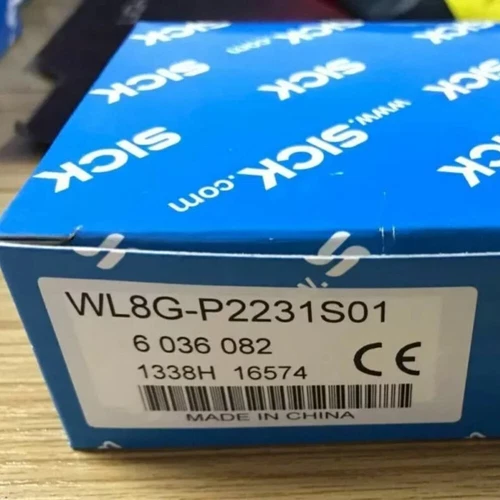 SICK
SICK
.com
SICK
SICK
www.SICK
SICK
WL8G-P2231S01
6 036 082
CE
1338H 16574
MADE IN CHINA